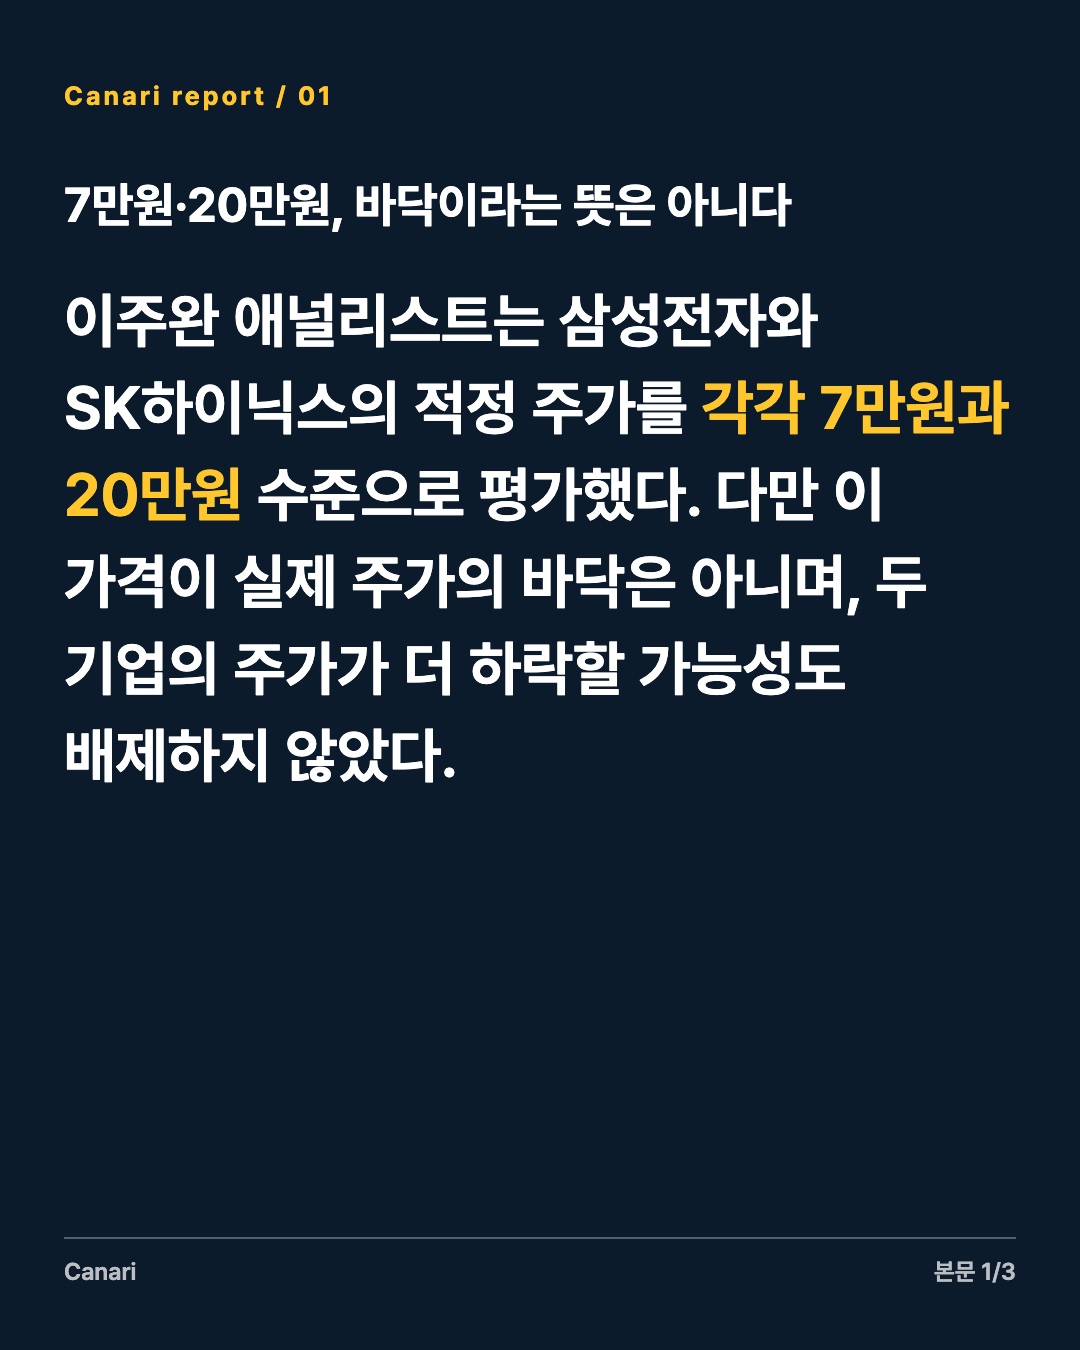 Canari report / 01
7만원·20만원, 바닥이라는 뜻은 아니다
이주완 애널리스트는 삼성전자와
SK하이닉스의 적정 주가를 각각 7만원과
20만원 수준으로 평가했다. 다만 이
가격이 실제 주가의 바닥은 아니며, 두
기업의 주가가 더 하락할 가능성도
배제하지 않았다.
Canari
본문 1/3